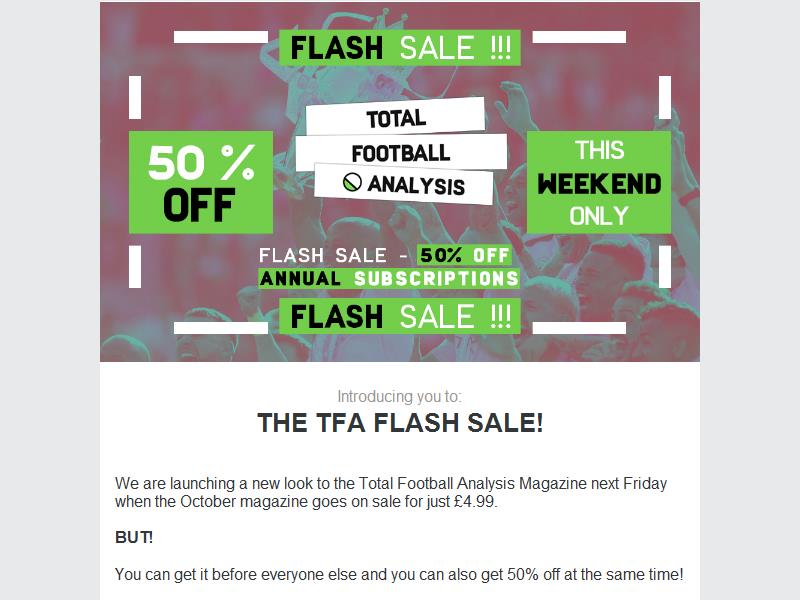 FLASH SALE !!!
TOTAL
FOOTBALL
ANALYSIS
50 %
OFF
THIS
WEEKEND
ONLY
FLASH SALE - 50% OFF
ANNUAL SUBSCRIPTIONS
FLASH SALE !!!
Introducing you to:
THE TFA FLASH SALE!
We are launching a new look to the Total Football Analysis Magazine next Friday
when the October magazine goes on sale for just £4.99.
BUT!
You can get it before everyone else and you can also get 50% off at the same time!